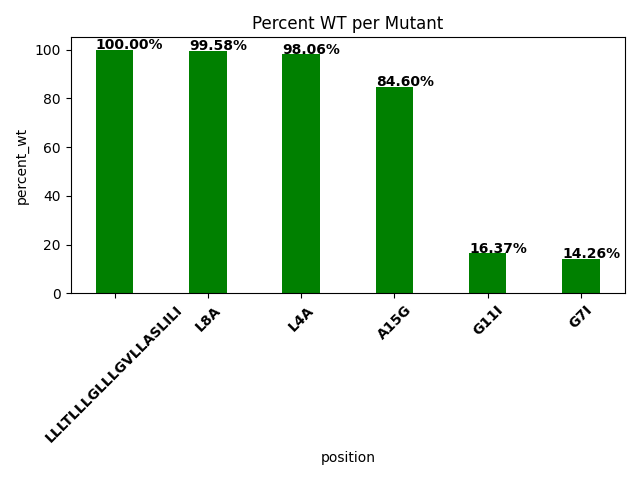 Percent WT per Mutant
100.00%
99.58%
98.06%
84.60%
16.37%
14.26%
percent_wt
100
80
60
40
20
0
LLLTLLLGLLLGVLLASLILI
L8A
L4A
A15G
G11I
G7I
position